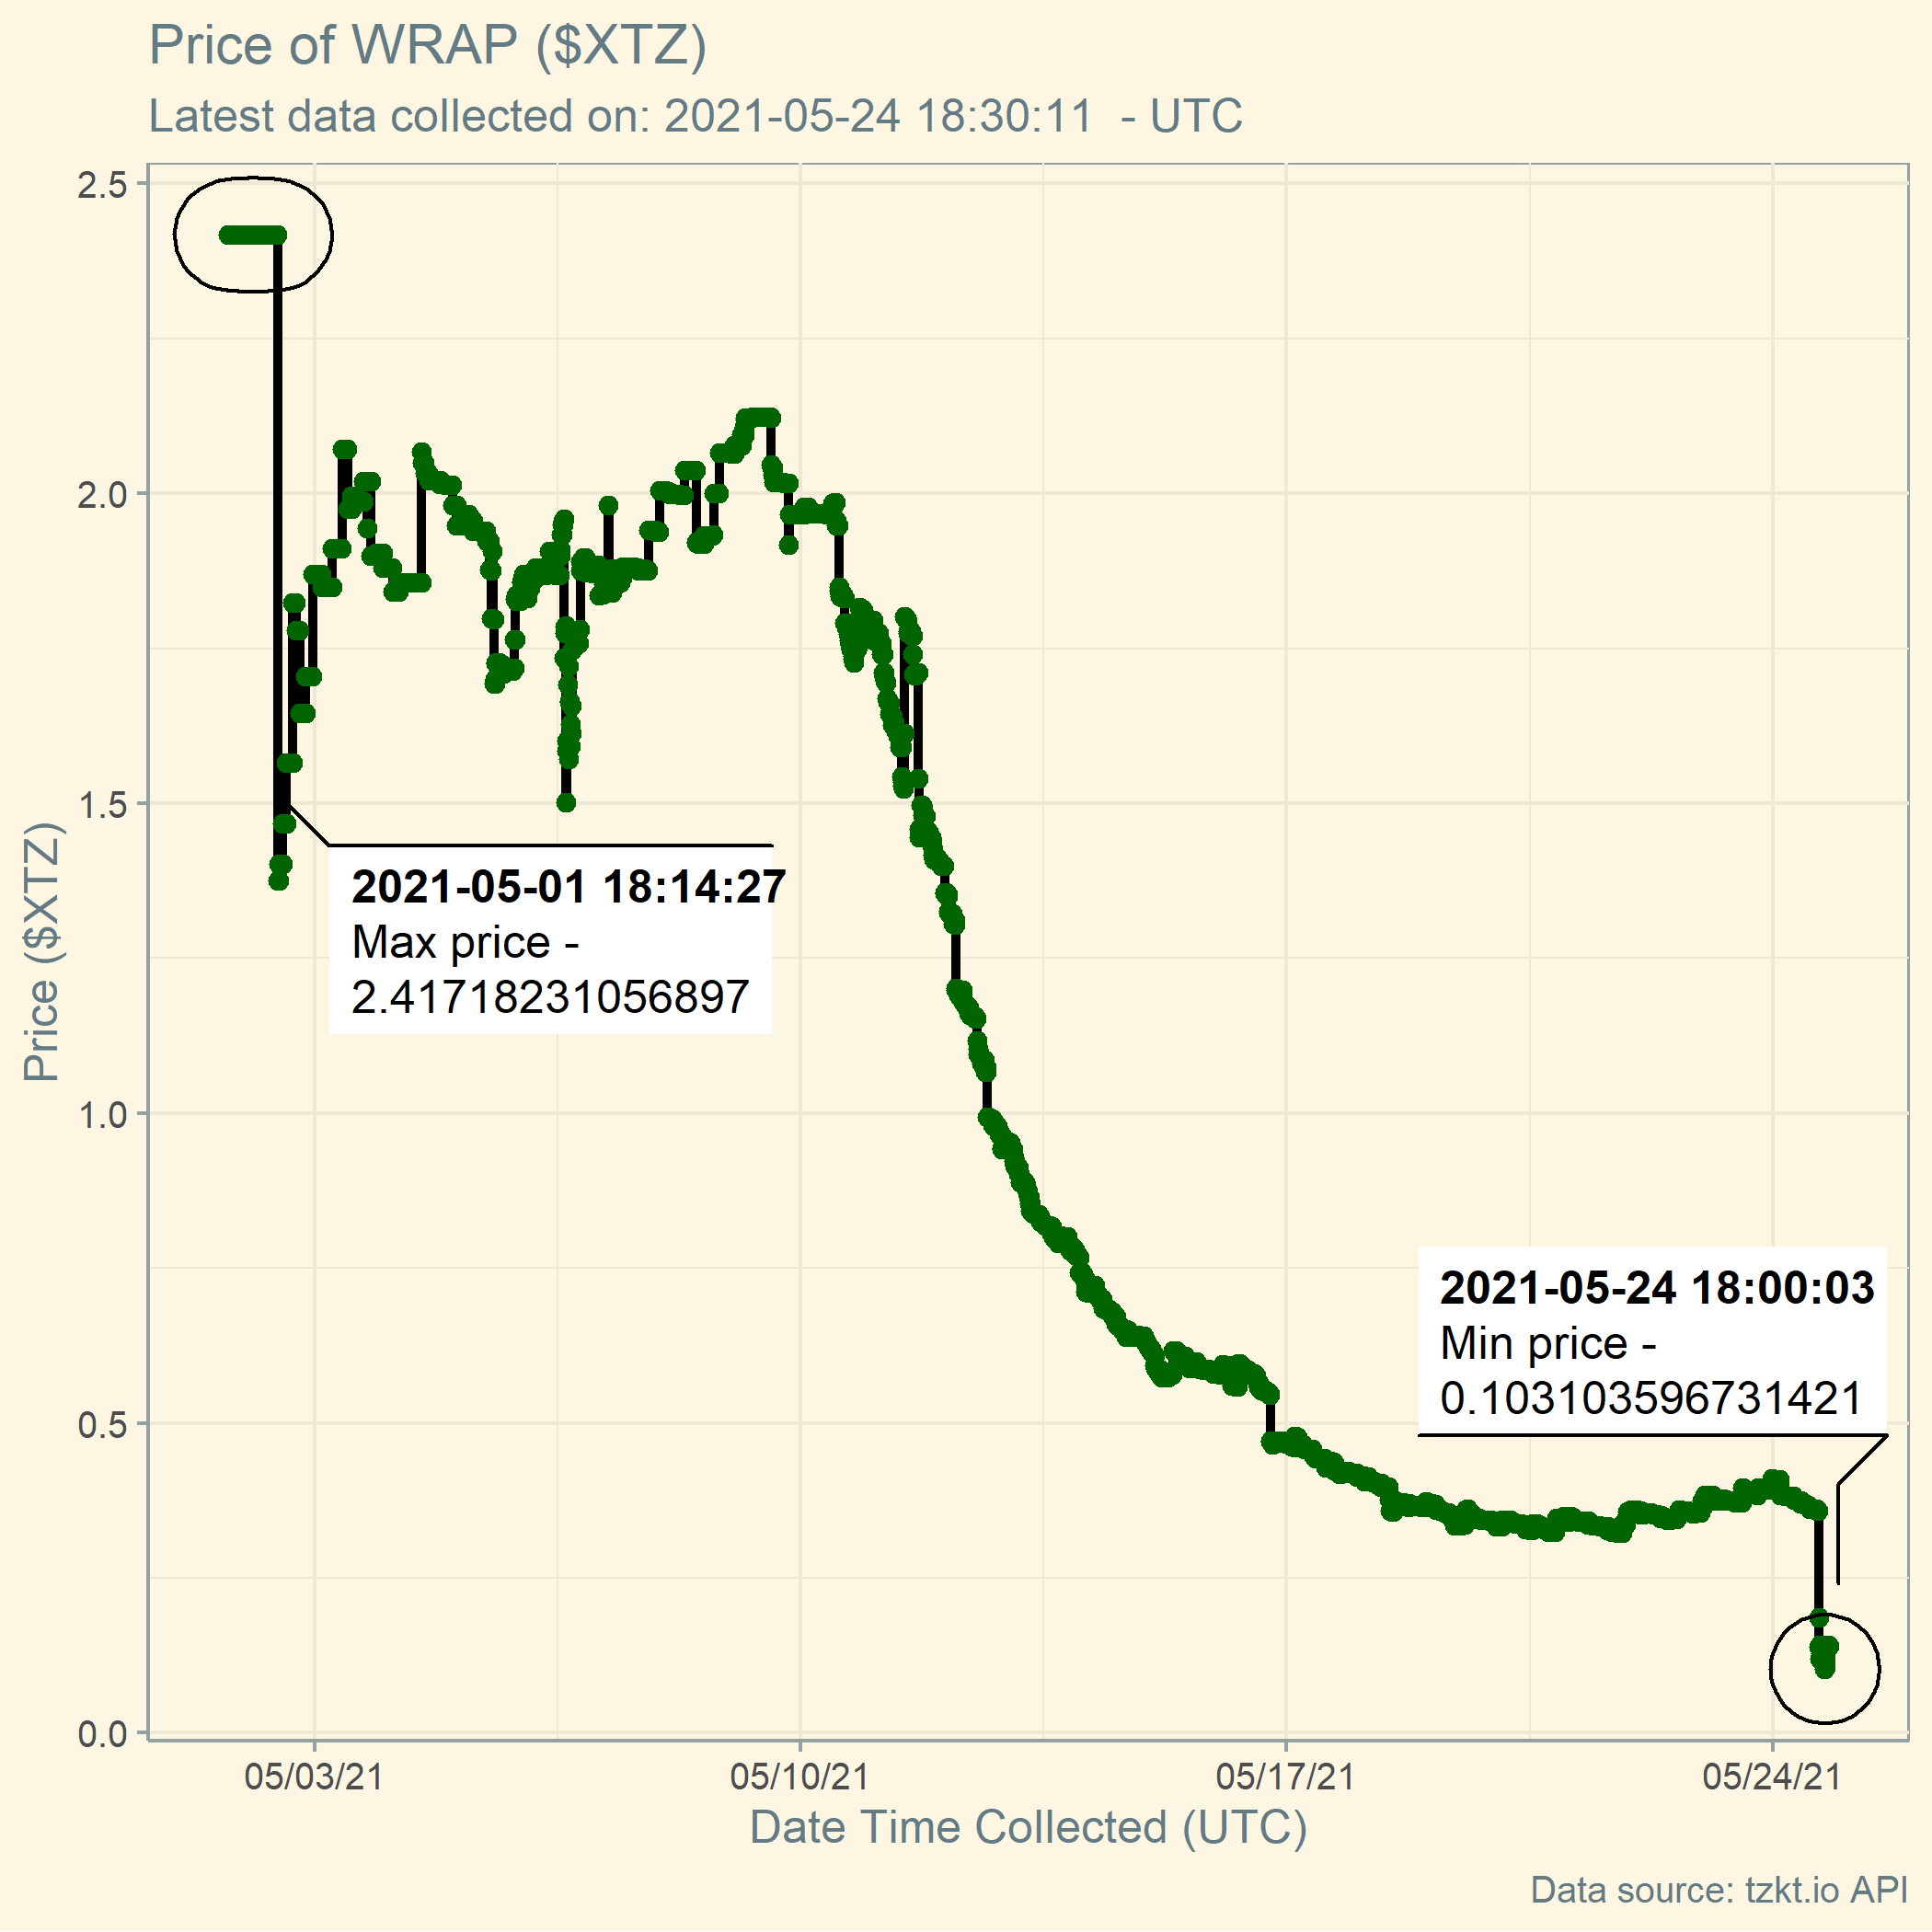 Price of WRAP ($XTZ)
Latest data collected on: 2021-05-24 18:30:11  - UTC
Price ($XTZ)
2.5
2.0
1.5
1.0
0.5
0.0
2021-05-01 18:14:27
Max price -
2.41718231056897
2021-05-24 18:00:03
Min price -
0.103103596731421
05/03/21
05/10/21
05/17/21
05/24/21
Date Time Collected (UTC)
Data source: tzkt.io API